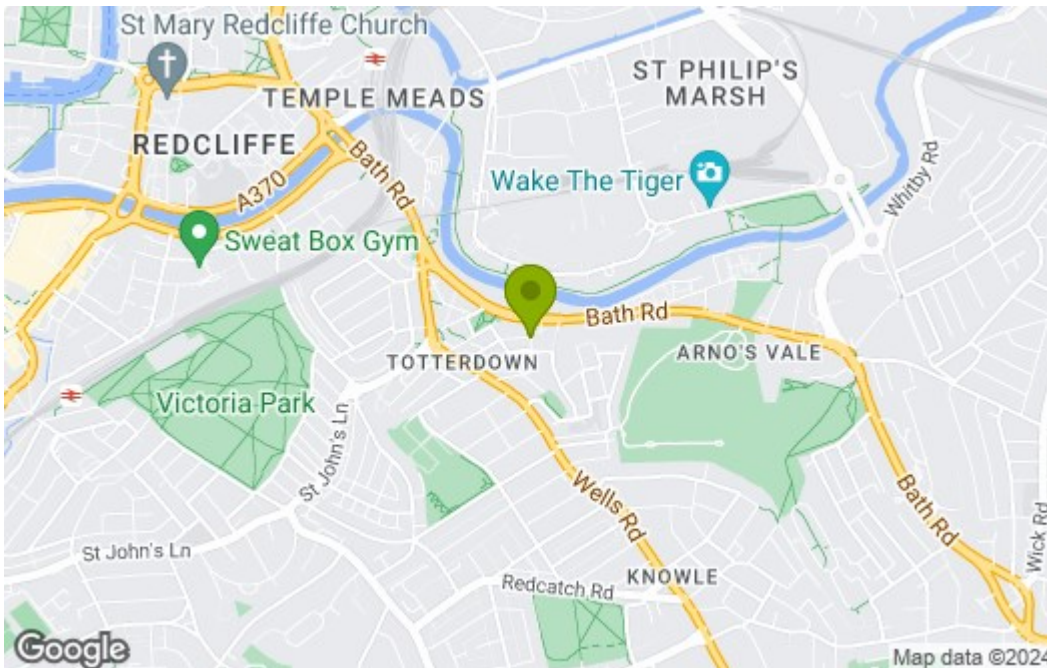 St Mary Redcliffe Church
TEMPLE MEADS
ST PHILIP'S
MARSH
REDCLIFFE
Bath Rd
A370
Wake The Tiger
Whitby Rd
Sweat Box Gym
Bath Rd
TOTTERDOWN
ARNO'S VALE
Victoria Park
St John's Ln
Wells Rd
Bath Rd
Wick Rd
St John's Ln
Redcatch Rd
KNOWLE
Google
Map data ©2024